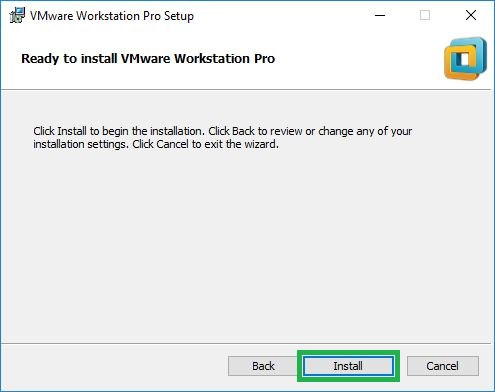 VMware Workstation Pro Setup
Ready to install VMware Workstation Pro
Click Install to begin the installation. Click Back to review or change any of your
installation settings. Click Cancel to exit the wizard.
Back Install Cancel